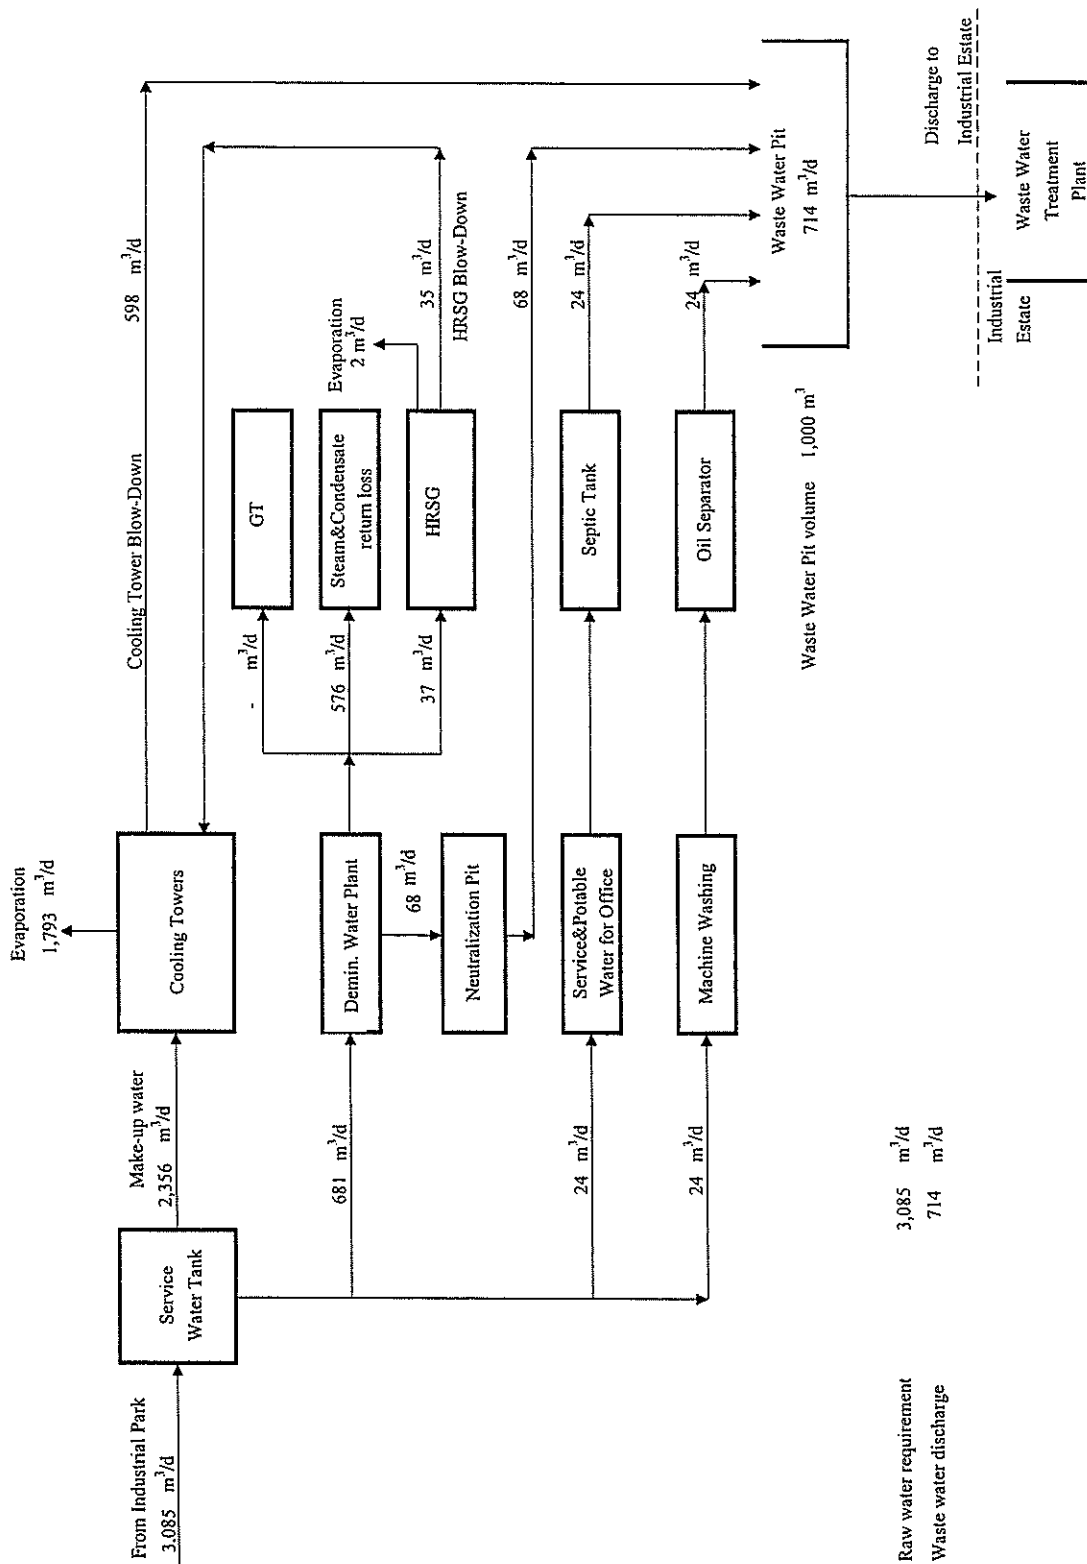 Evaporation
1,793 m³/d
From Industrial Park
3,085 m³/d
Service
Water Tank
Make-up water
2,356 m³/d
Cooling Towers
Cooling Tower Blow-Down
598 m³/d
681 m³/d
Demin. Water Plant
68 m³/d
Neutralization Pit
- m³/d
576 m³/d
37 m³/d
GT
Steam&Condensate
return loss
HRSG
Evaporation
2 m³/d
35 m³/d
HRSG Blow-Down
68 m³/d
24 m³/d
Service&Potable
Water for Office
Septic Tank
24 m³/d
24 m³/d
Machine Washing
Oil Separator
24 m³/d
Waste Water Pit
714 m³/d
Waste Water Pit volume 1,000 m³
Raw water requirement 3,085 m³/d
Waste water discharge 714 m³/d
Discharge to
Industrial Estate
Industrial
Estate
Waste Water
Treatment
Plant